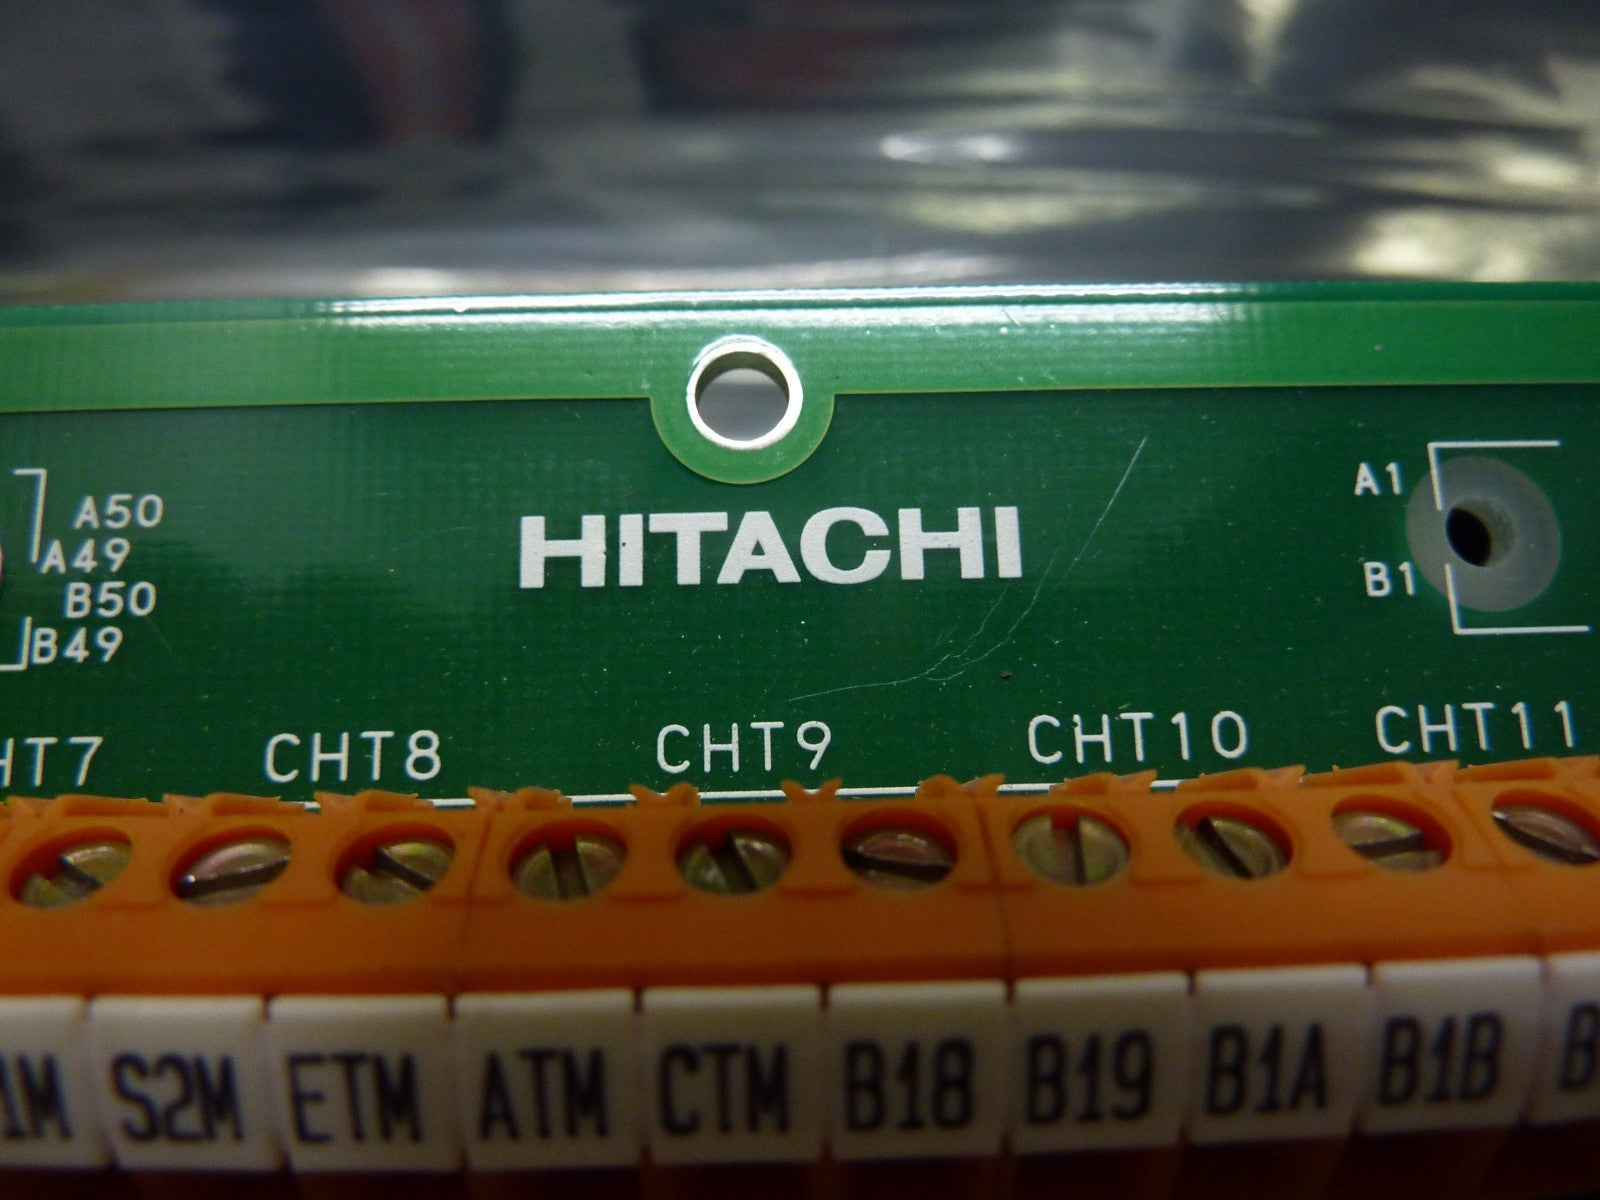 HITACHI
A50
A49
B50
B49
A1
B1
CHT8 CHT9 CHT10 CHT11
S2M ETM ATM CTM B18 B19 B1A B1B